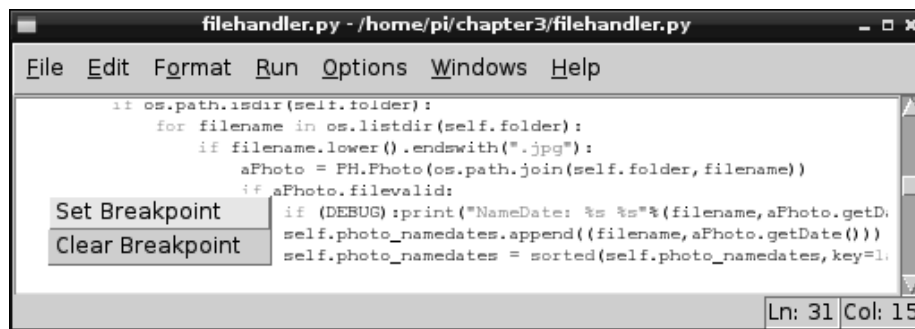 filehandler.py - /home/pi/chapter3/filehandler.py
File Edit Format Run Options Windows Help
if os.path.isdir(self.folder):
for filename in os.listdir(self.folder):
if filename.lower().endswith(".jpg"):
aPhoto = PH.Photo(os.path.join(self.folder,filename))
if aPhoto.filevalid:
Set Breakpoint
if (DEBUG):print("NameDate: %s %s"%(filename,aPhoto.getD
Clear Breakpoint
self.photo_namedates.append((filename,aPhoto.getDate()))
self.photo_namedates = sorted(self.photo_namedates,key=l
Ln: 31 Col: 15